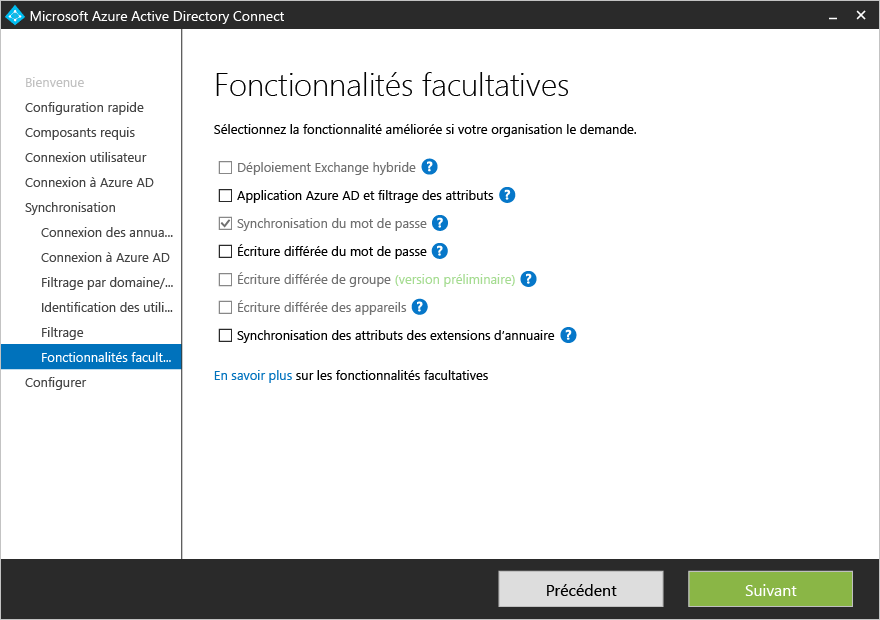 Microsoft Azure Active Directory Connect
Bienvenue
Configuration rapide
Composants requis
Connexion utilisateur
Connexion à Azure AD
Synchronisation
Connexion des annua...
Connexion à Azure AD
Filtrage par domaine/...
Identification des utili...
Filtrage
Fonctionnalités facult...
Configurer
Fonctionnalités facultatives
Sélectionnez la fonctionnalité améliorée si votre organisation le demande.
Déploiement Exchange hybride ?
Application Azure AD et filtrage des attributs ?
Synchronisation du mot de passe ?
Écriture différée du mot de passe ?
Écriture différée de groupe (version préliminaire) ?
Écriture différée des appareils ?
Synchronisation des attributs des extensions d’annuaire ?
En savoir plus sur les fonctionnalités facultatives
Précédent
Suivant